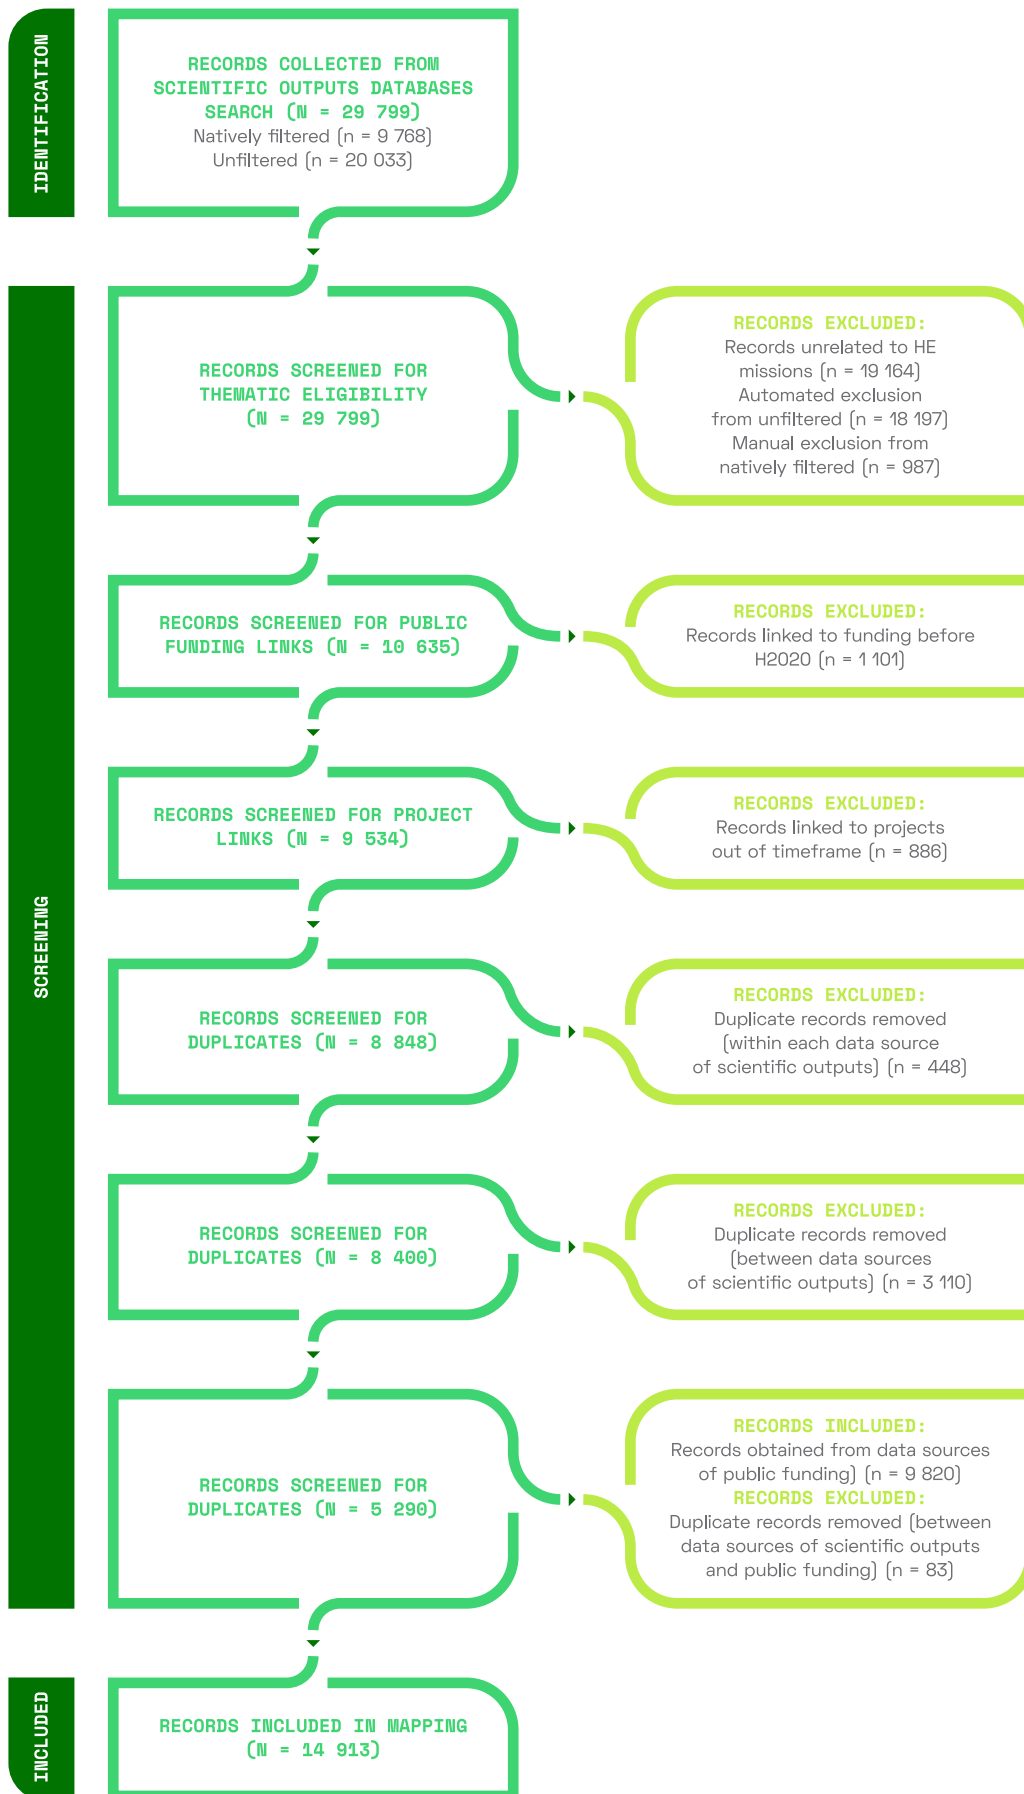 IDENTIFICATION
RECORDS COLLECTED FROM
SCIENTIFIC OUTPUTS DATABASES
SEARCH (N = 29 799)
Natively filtered (n = 9 768)
Unfiltered (n = 20 033)
SCREENING
RECORDS SCREENED FOR
THEMATIC ELIGIBILITY
(N = 29 799)
RECORDS EXCLUDED:
Records unrelated to HE
missions (n = 19 164)
Automated exclusion
from unfiltered (n = 18 197)
Manual exclusion from
natively filtered (n = 987)
RECORDS SCREENED FOR PUBLIC
FUNDING LINKS (N = 10 635)
RECORDS EXCLUDED:
Records linked to funding before
H2020 (n = 1 101)
RECORDS SCREENED FOR PROJECT
LINKS (N = 9 534)
RECORDS EXCLUDED:
Records linked to projects
out of timeframe (n = 886)
RECORDS SCREENED FOR
DUPLICATES (N = 8 848)
RECORDS EXCLUDED:
Duplicate records removed
(within each data source
of scientific outputs) (n = 448)
RECORDS SCREENED FOR
DUPLICATES (N = 8 400)
RECORDS EXCLUDED:
Duplicate records removed
(between data sources
of scientific outputs) (n = 3 110)
RECORDS SCREENED FOR
DUPLICATES (N = 5 290)
RECORDS INCLUDED:
Records obtained from data sources
of public funding) (n = 9 820)
RECORDS EXCLUDED:
Duplicate records removed (between
data sources of scientific outputs
and public funding) (n = 83)
INCLUDED
RECORDS INCLUDED IN MAPPING
(N = 14 913)